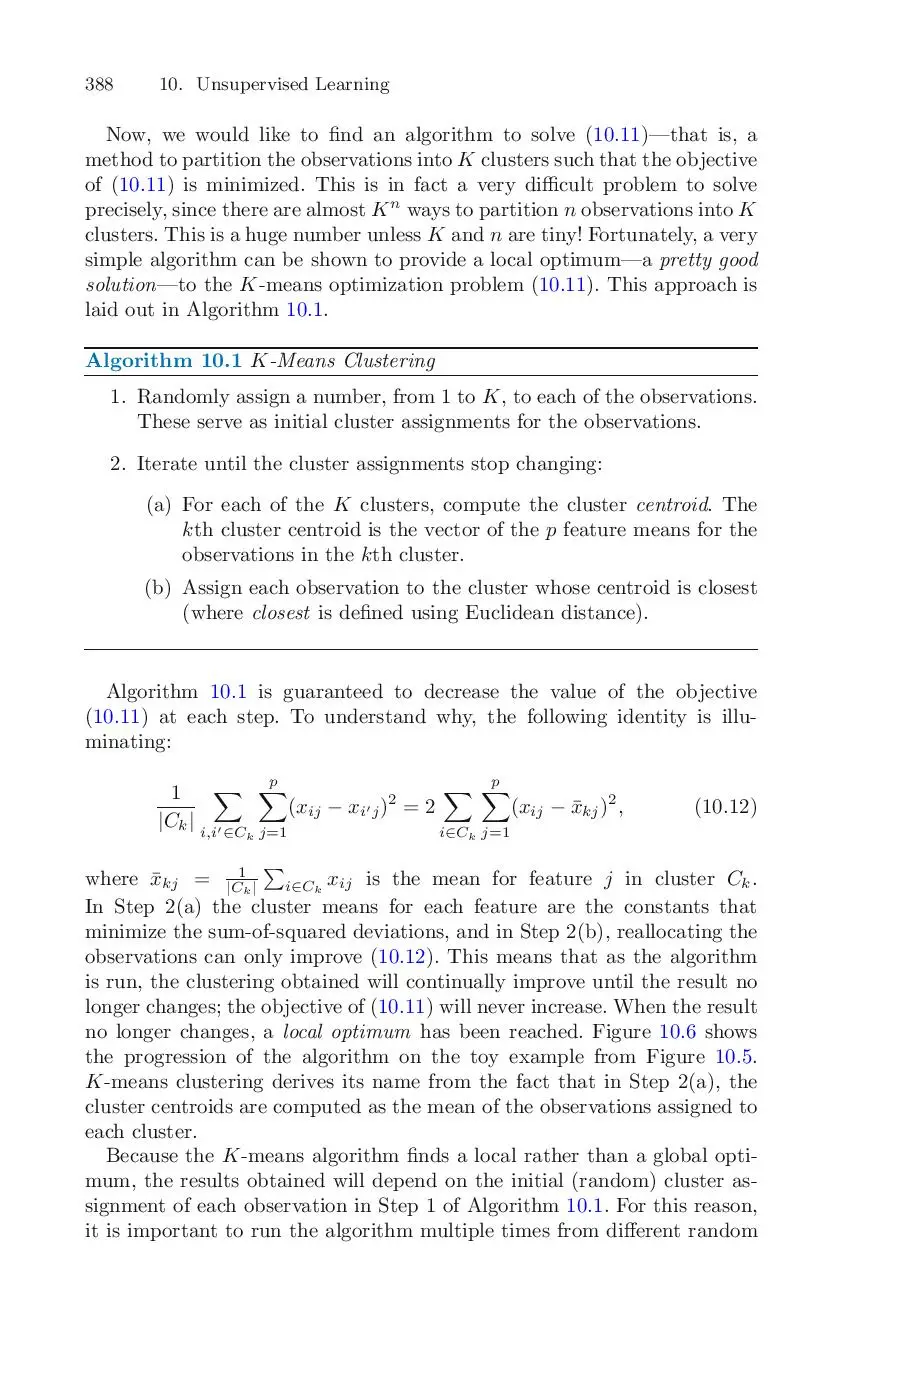 388 10. Unsupervised Learning
Now, we would like to find an algorithm to solve (10.11)—that is, a
method to partition the observations into K clusters such that the objective
of (10.11) is minimized. This is in fact a very difficult problem to solve
precisely, since there are almost Kⁿ ways to partition n observations into K
clusters. This is a huge number unless K and n are tiny! Fortunately, a very
simple algorithm can be shown to provide a local optimum—a pretty good
solution—to the K-means optimization problem (10.11). This approach is
laid out in Algorithm 10.1.
Algorithm 10.1 K-Means Clustering
1. Randomly assign a number, from 1 to K, to each of the observations.
These serve as initial cluster assignments for the observations.
2. Iterate until the cluster assignments stop changing:
(a) For each of the K clusters, compute the cluster centroid. The
kth cluster centroid is the vector of the p feature means for the
observations in the kth cluster.
(b) Assign each observation to the cluster whose centroid is closest
(where closest is defined using Euclidean distance).
Algorithm 10.1 is guaranteed to decrease the value of the objective
(10.11) at each step. To understand why, the following identity is illu-
minating:
1/|C_k| ∑_{i,i′∈C_k} ∑_{j=1}^{p} (x_{ij} − x_{i′j})² = 2 ∑_{i∈C_k} ∑_{j=1}^{p} (x_{ij} − x̄_{kj})², (10.12)
where x̄_{kj} = 1/|C_k| ∑_{i∈C_k} x_{ij} is the mean for feature j in cluster C_k.
In Step 2(a) the cluster means for each feature are the constants that
minimize the sum-of-squared deviations, and in Step 2(b), reallocating the
observations can only improve (10.12). This means that as the algorithm
is run, the clustering obtained will continually improve until the result no
longer changes; the objective of (10.11) will never increase. When the result
no longer changes, a local optimum has been reached. Figure 10.6 shows
the progression of the algorithm on the toy example from Figure 10.5.
K-means clustering derives its name from the fact that in Step 2(a), the
cluster centroids are computed as the mean of the observations assigned to
each cluster.
Because the K-means algorithm finds a local rather than a global opti-
mum, the results obtained will depend on the initial (random) cluster as-
signment of each observation in Step 1 of Algorithm 10.1. For this reason,
it is important to run the algorithm multiple times from different random